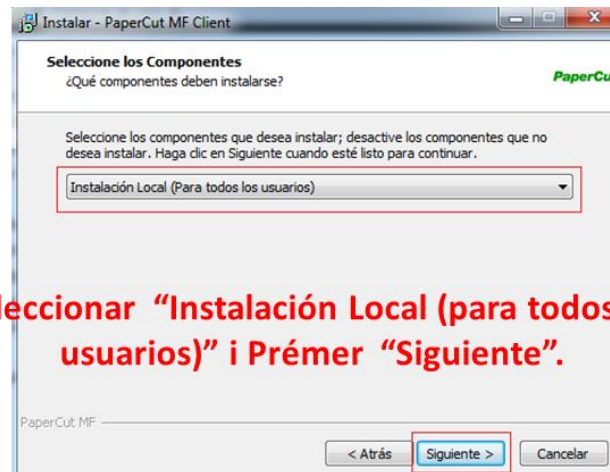 Instalar - PaperCut MF Client
Seleccione los Componentes
¿Qué componentes deben instalarse?
PaperCu
Seleccione los componentes que desea instalar; desactive los componentes que no
desea instalar. Haga clic en Siguiente cuando esté listo para continuar.
Instalación Local (Para todos los usuarios)
leccionar “Instalación Local (para todos
usuarios)” i Prémer “Siguiente”.
PaperCut MF
< Atrás
Siguiente >
Cancelar